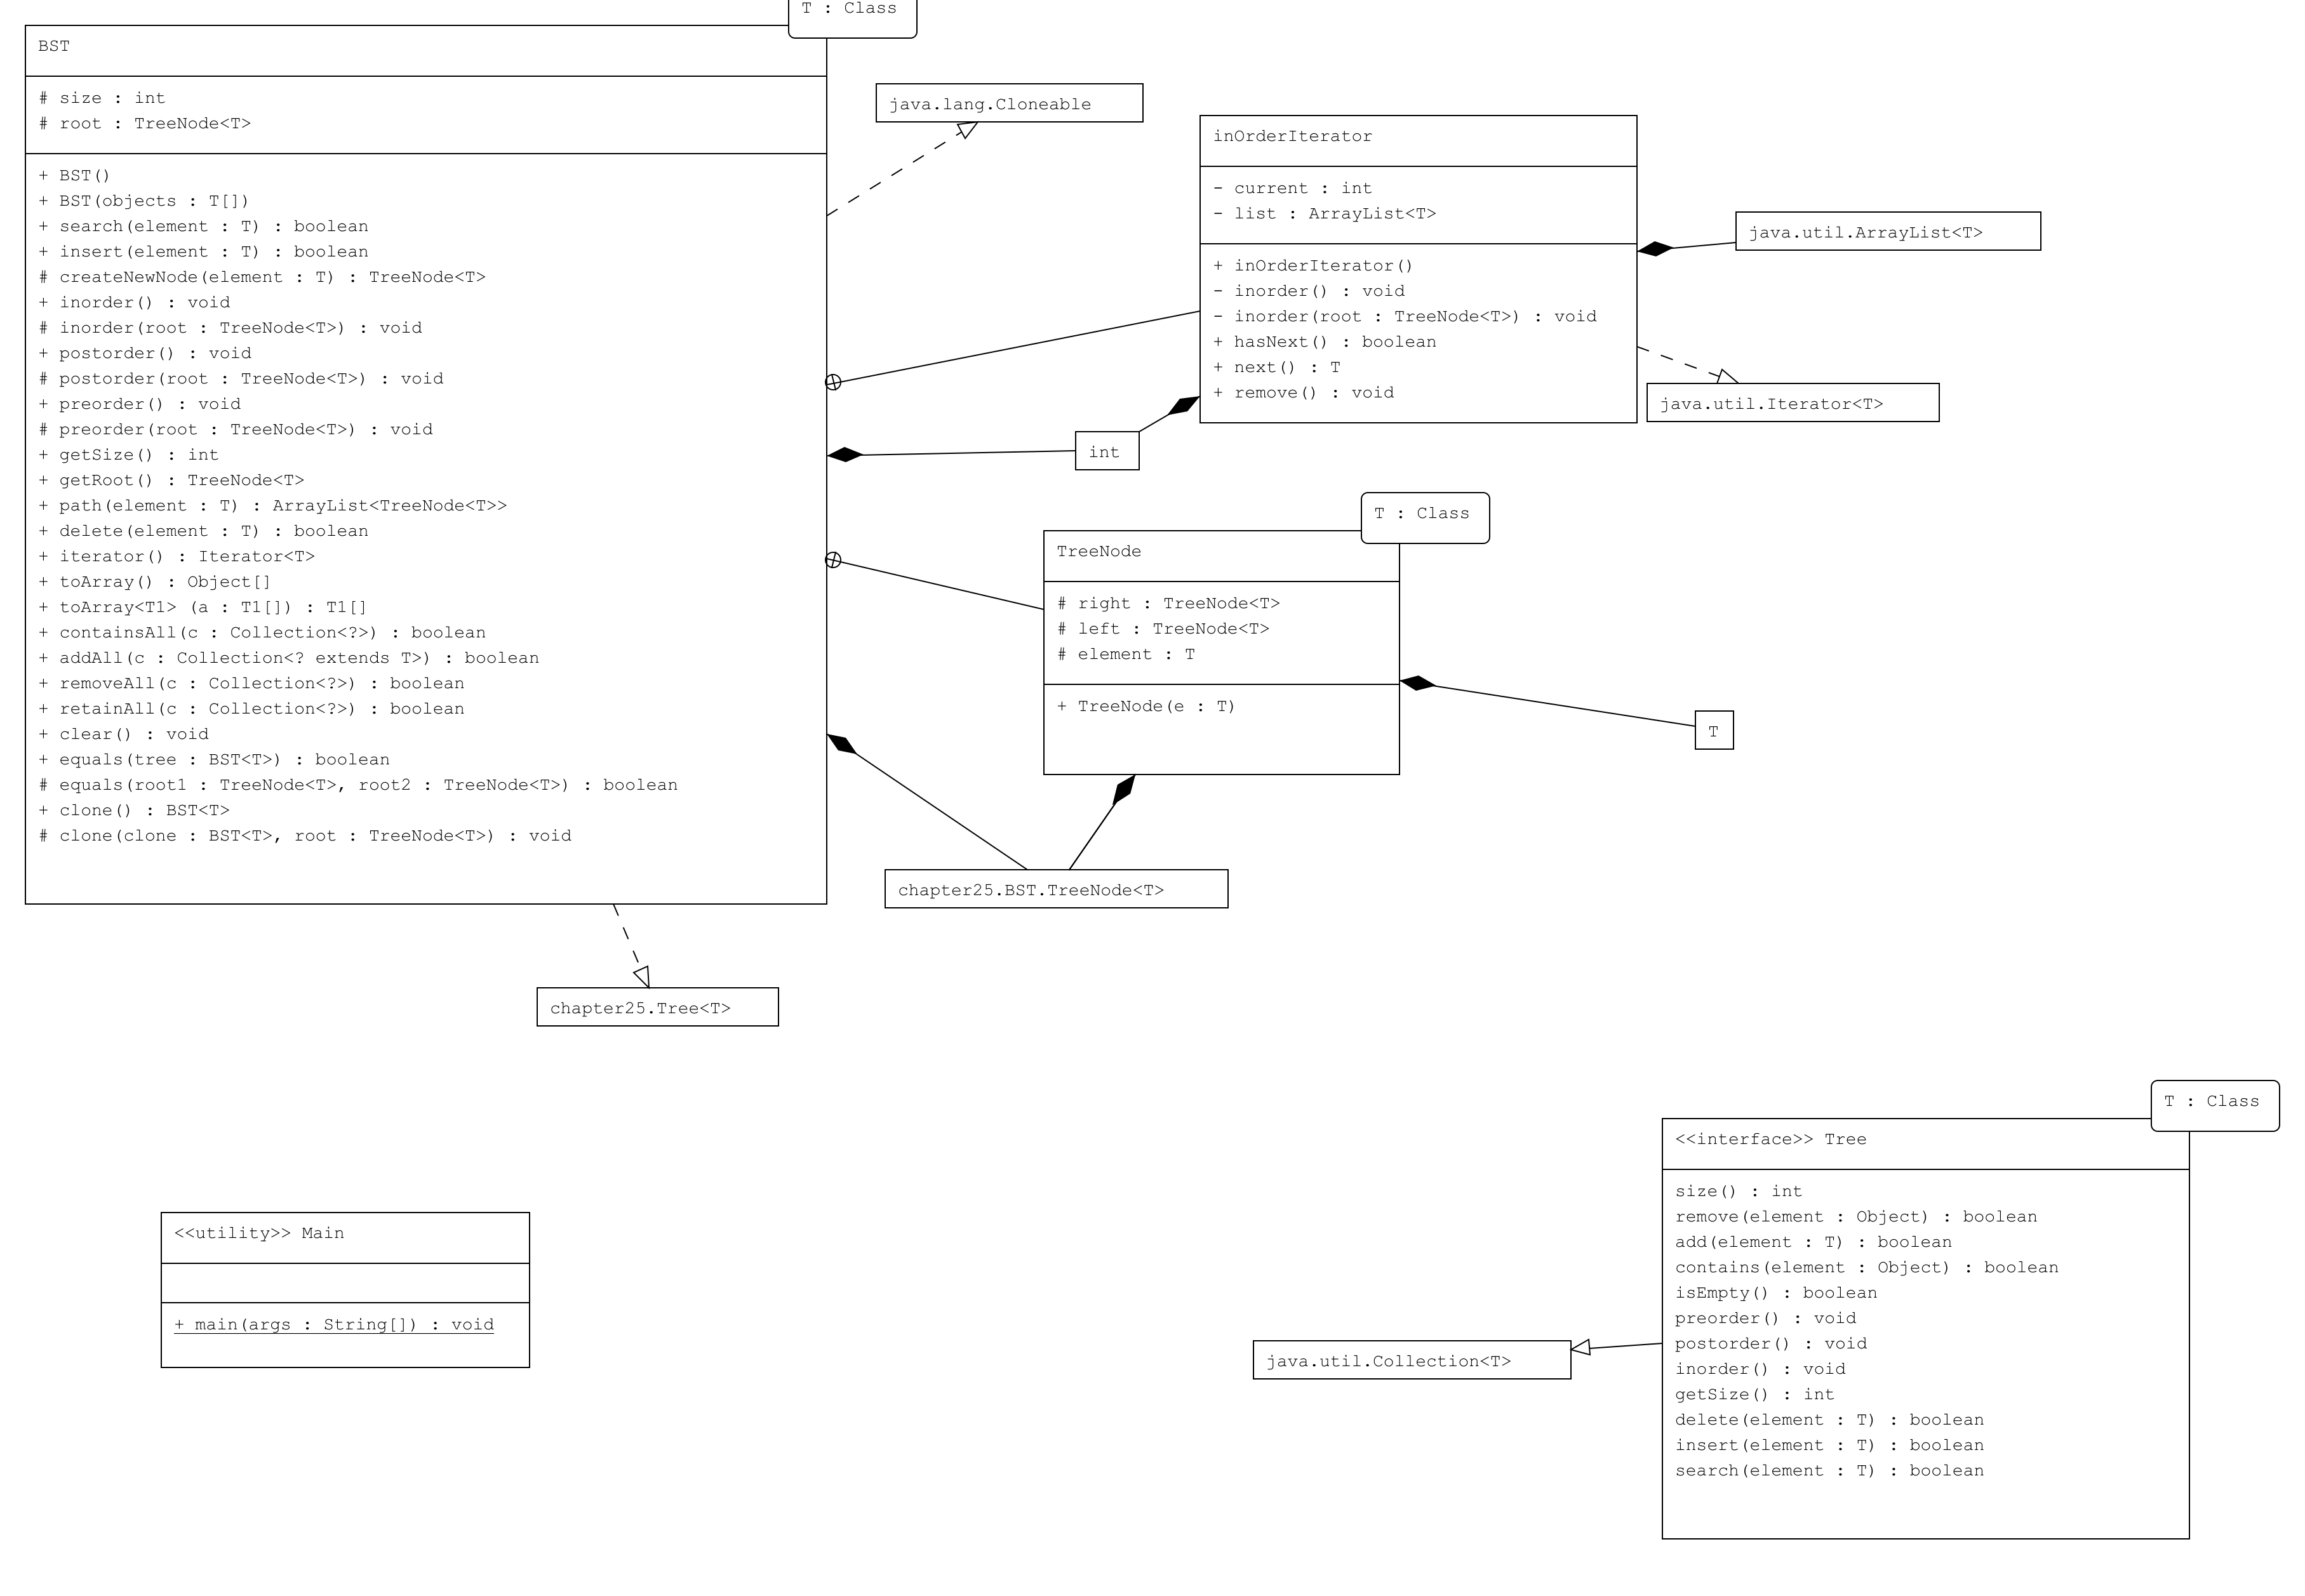 T : Class
BST
# size : int
# root : TreeNode<T>
+ BST()
+ BST(objects : T[])
+ search(element : T) : boolean
+ insert(element : T) : boolean
# createNewNode(element : T) : TreeNode<T>
+ inorder() : void
# inorder(root : TreeNode<T>) : void
+ postorder() : void
# postorder(root : TreeNode<T>) : void
+ preorder() : void
# preorder(root : TreeNode<T>) : void
+ getSize() : int
+ getRoot() : TreeNode<T>
+ path(element : T) : ArrayList<TreeNode<T>>
+ delete(element : T) : boolean
+ iterator() : Iterator<T>
+ toArray() : Object[]
+ toArray<T1> (a : T1[]) : T1[]
+ containsAll(c : Collection<?>) : boolean
+ addAll(c : Collection<? extends T>) : boolean
+ removeAll(c : Collection<?>) : boolean
+ retainAll(c : Collection<?>) : boolean
+ clear() : void
+ equals(tree : BST<T>) : boolean
# equals(root1 : TreeNode<T>, root2 : TreeNode<T>) : boolean
+ clone() : BST<T>
# clone(clone : BST<T>, root : TreeNode<T>) : void
java.lang.Cloneable
inOrderIterator
- current : int
- list : ArrayList<T>
+ inOrderIterator()
- inorder() : void
- inorder(root : TreeNode<T>) : void
+ hasNext() : boolean
+ next() : T
+ remove() : void
java.util.ArrayList<T>
java.util.Iterator<T>
int
T : Class
TreeNode
# right : TreeNode<T>
# left : TreeNode<T>
# element : T
+ TreeNode(e : T)
T
chapter25.BST.TreeNode<T>
chapter25.Tree<T>
T : Class
<<interface>> Tree
size() : int
remove(element : Object) : boolean
add(element : T) : boolean
contains(element : Object) : boolean
isEmpty() : boolean
preorder() : void
postorder() : void
inorder() : void
getSize() : int
delete(element : T) : boolean
insert(element : T) : boolean
search(element : T) : boolean
java.util.Collection<T>
<<utility>> Main
+ main(args : String[]) : void